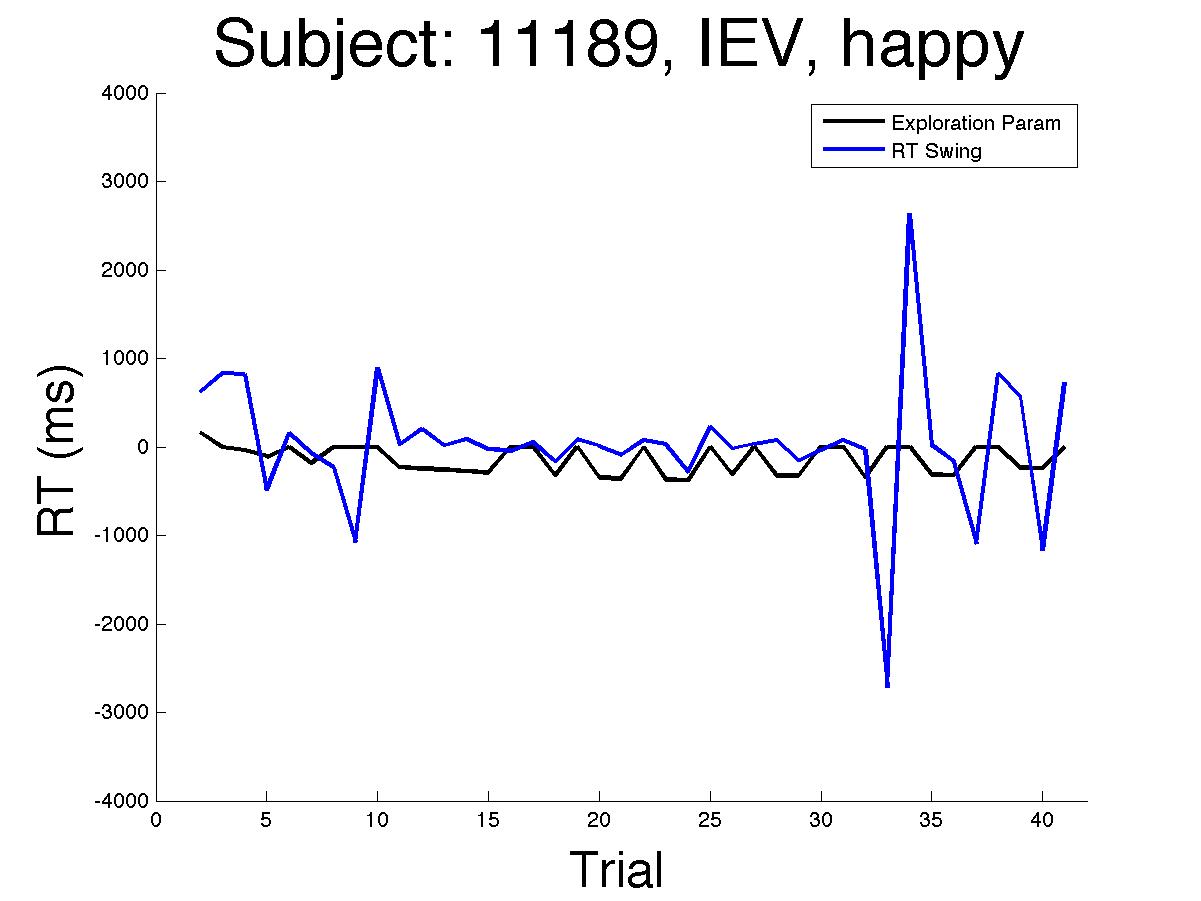 Subject: 11189, IEV, happy
4000
3000
2000
1000
0
-1000
-2000
-3000
-4000
RT (ms)
Exploration Param
RT Swing
0 5 10 15 20 25 30 35 40
Trial